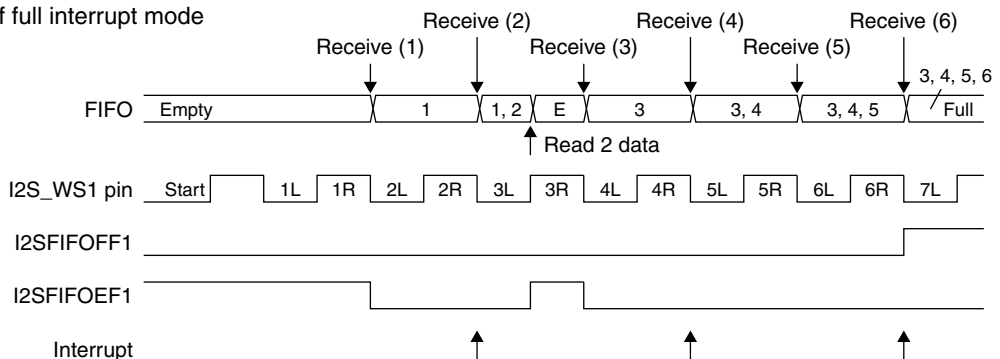 f full interrupt mode
Receive (2) Receive (4) Receive (6)
Receive (1) Receive (3) Receive (5)
3, 4, 5, 6
FIFO Empty 1 1, 2 E 3 3, 4 3, 4, 5 Full
Read 2 data
I2S_WS1 pin Start 1L 1R 2L 2R 3L 3R 4L 4R 5L 5R 6L 6R 7L
I2SFIFOFF1
I2SFIFOEF1
Interrupt